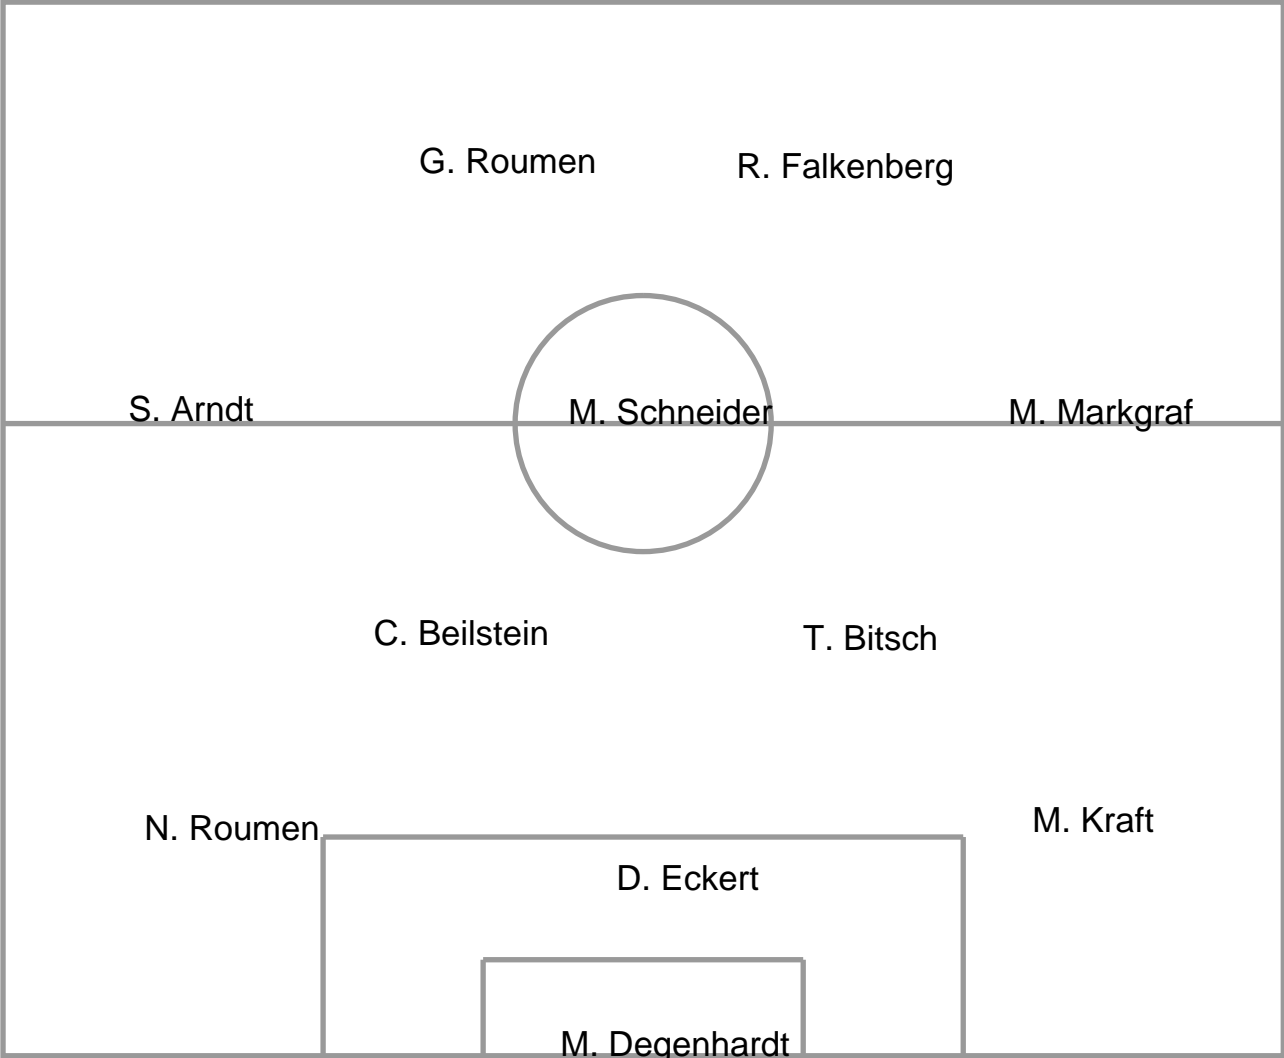 G. Roumen
R. Falkenberg
S. Arndt
M. Schneider
M. Markgraf
C. Beilstein
T. Bitsch
N. Roumen
M. Kraft
D. Eckert
M. Degenhardt